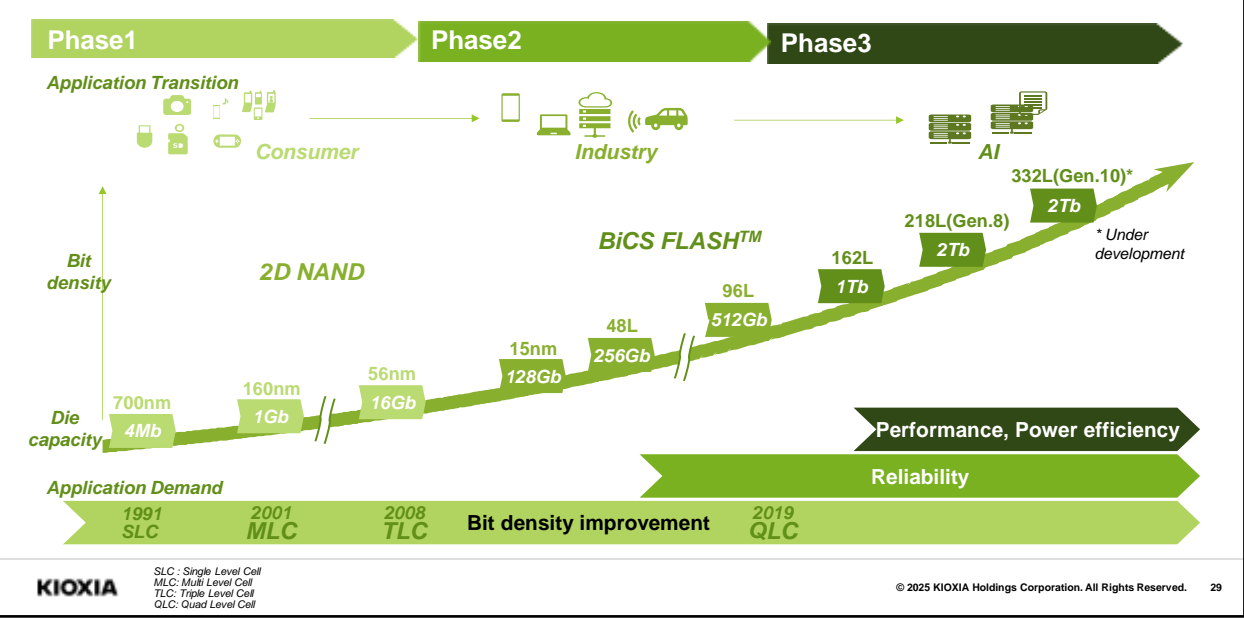 Phase1
Phase2
Phase3
Application Transition
Consumer
Industry
AI
332L(Gen.10)*
2Tb
218L(Gen.8)
2Tb
* Under
development
BiCS FLASH™
162L
1Tb
Bit
density
2D NAND
96L
512Gb
48L
256Gb
15nm
128Gb
56nm
16Gb
160nm
1Gb
700nm
4Mb
Die
capacity
Performance, Power efficiency
Reliability
Application Demand
1991
SLC
2001
MLC
2008
TLC
Bit density improvement
2019
QLC
KIOXIA
SLC : Single Level Cell
MLC: Multi Level Cell
TLC: Triple Level Cell
QLC: Quad Level Cell
© 2025 KIOXIA Holdings Corporation. All Rights Reserved. 29